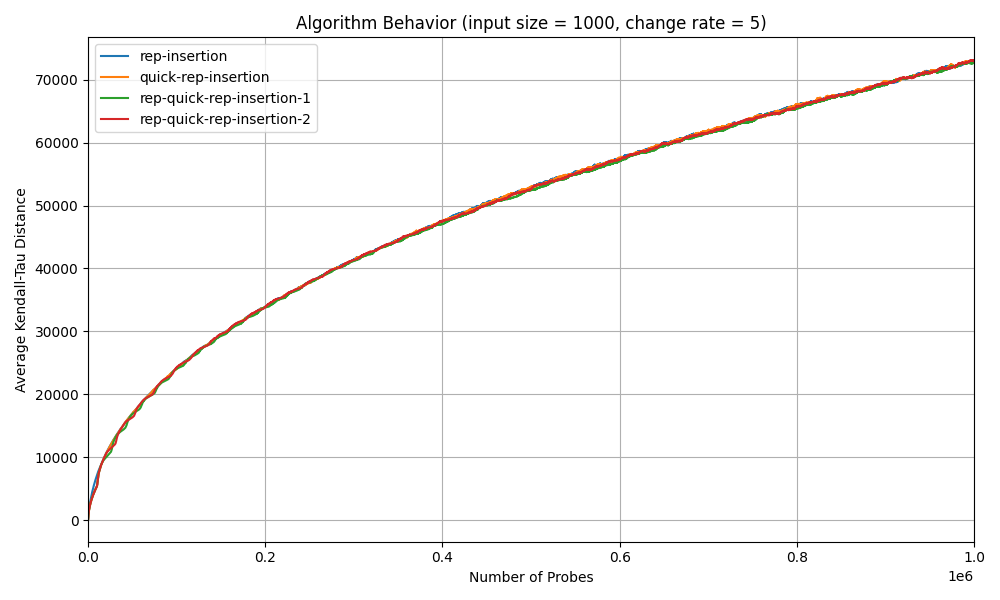 Algorithm Behavior (input size = 1000, change rate = 5)
rep-insertion
quick-rep-insertion
rep-quick-rep-insertion-1
rep-quick-rep-insertion-2
Average Kendall-Tau Distance
70000
60000
50000
40000
30000
20000
10000
0
0.0 0.2 0.4 0.6 0.8 1.0
1e6
Number of Probes